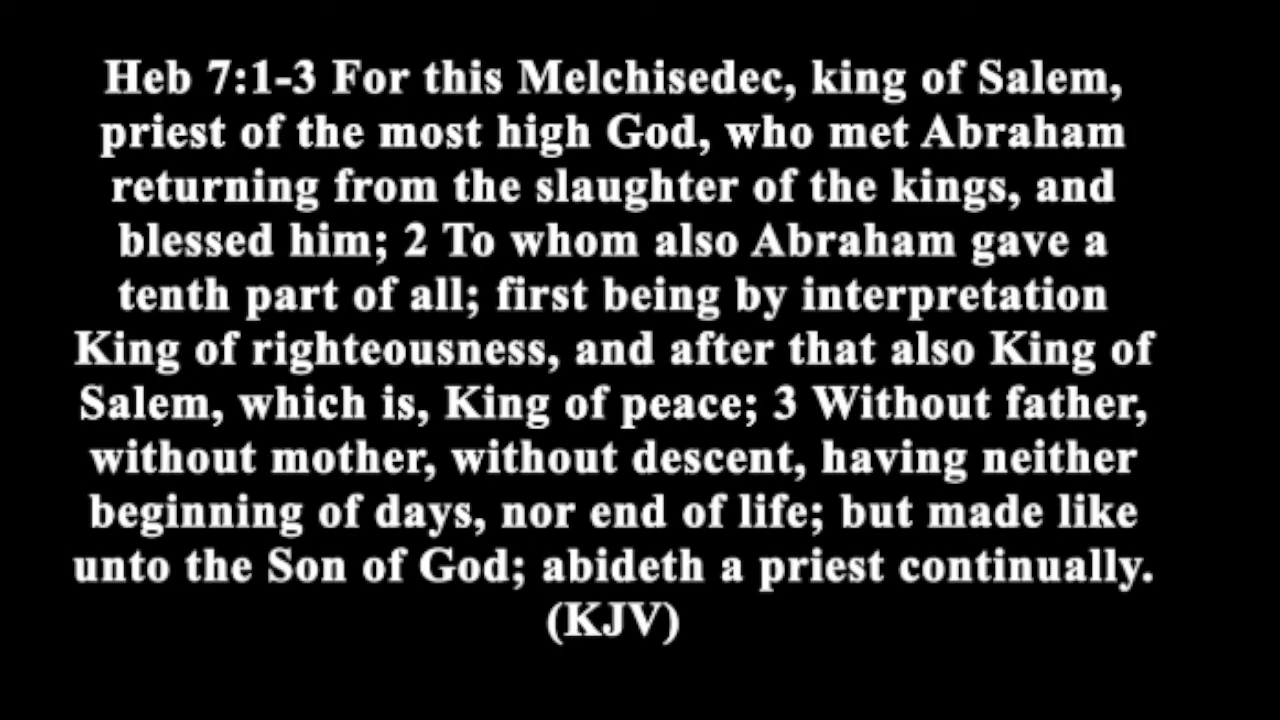 Heb 7:1-3 For this Melchisedec, king of Salem,
priest of the most high God, who met Abraham
returning from the slaughter of the kings, and
blessed him; 2 To whom also Abraham gave a
tenth part of all; first being by interpretation
King of righteousness, and after that also King of
Salem, which is, King of peace; 3 Without father,
without mother, without descent, having neither
beginning of days, nor end of life; but made like
unto the Son of God; abideth a priest continually.
(KJV)